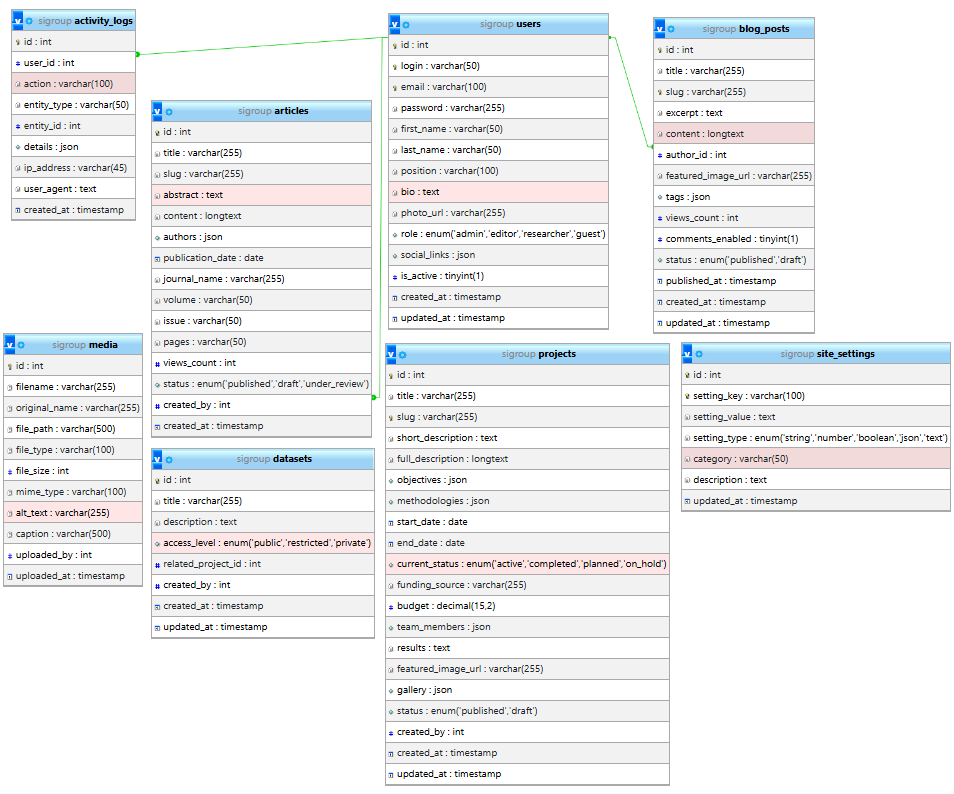 sigroup activity_logs
id : int
user_id : int
action : varchar(100)
entity_type : varchar(50)
entity_id : int
details : json
ip_address : varchar(45)
user_agent : text
created_at : timestamp
sigroup users
id : int
login : varchar(50)
email : varchar(100)
password : varchar(255)
first_name : varchar(50)
last_name : varchar(50)
position : varchar(100)
bio : text
photo_url : varchar(255)
role : enum('admin','editor','researcher','guest')
social_links : json
is_active : tinyint(1)
created_at : timestamp
updated_at : timestamp
sigroup blog_posts
id : int
title : varchar(255)
slug : varchar(255)
excerpt : text
content : longtext
author_id : int
featured_image_url : varchar(255)
tags : json
views_count : int
comments_enabled : tinyint(1)
status : enum('published','draft')
published_at : timestamp
created_at : timestamp
updated_at : timestamp
sigroup articles
id : int
title : varchar(255)
slug : varchar(255)
abstract : text
content : longtext
authors : json
publication_date : date
journal_name : varchar(255)
volume : varchar(50)
issue : varchar(50)
pages : varchar(50)
views_count : int
status : enum('published','draft','under_review')
created_by : int
created_at : timestamp
sigroup media
id : int
filename : varchar(255)
original_name : varchar(255)
file_path : varchar(500)
file_type : varchar(100)
file_size : int
mime_type : varchar(100)
alt_text : varchar(255)
caption : varchar(500)
uploaded_by : int
uploaded_at : timestamp
sigroup datasets
id : int
title : varchar(255)
description : text
access_level : enum('public','restricted','private')
related_project_id : int
created_by : int
created_at : timestamp
updated_at : timestamp
sigroup projects
id : int
title : varchar(255)
slug : varchar(255)
short_description : text
full_description : longtext
objectives : json
methodologies : json
start_date : date
end_date : date
current_status : enum('active','completed','planned','on_hold')
funding_source : varchar(255)
budget : decimal(15,2)
team_members : json
results : text
featured_image_url : varchar(255)
gallery : json
status : enum('published','draft')
created_by : int
created_at : timestamp
updated_at : timestamp
sigroup site_settings
id : int
setting_key : varchar(100)
setting_value : text
setting_type : enum('string','number','boolean','json','text')
category : varchar(50)
description : text
updated_at : timestamp